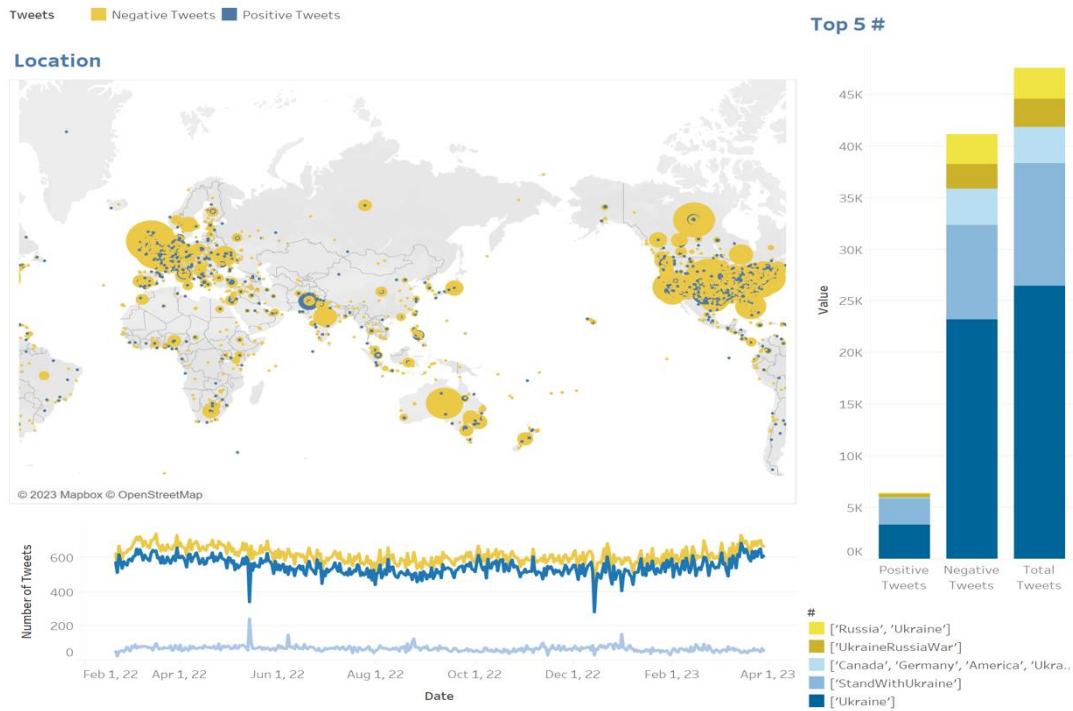 Tweets Negative Tweets Positive Tweets
Top 5 #
Location
© 2023 Mapbox © OpenStreetMap
45K
40K
35K
30K
25K
20K
15K
10K
5K
0K
Value
Positive Tweets
Negative Tweets
Total Tweets
Number of Tweets
600
400
200
0
Feb 1, 22 Apr 1, 22 Jun 1, 22 Aug 1, 22 Oct 1, 22 Dec 1, 22 Feb 1, 23 Apr 1, 23
Date
#
['Russia', 'Ukraine']
['UkraineRussiaWar']
['Canada', 'Germany', 'America', 'Ukra..
['StandWithUkraine']
['Ukraine']